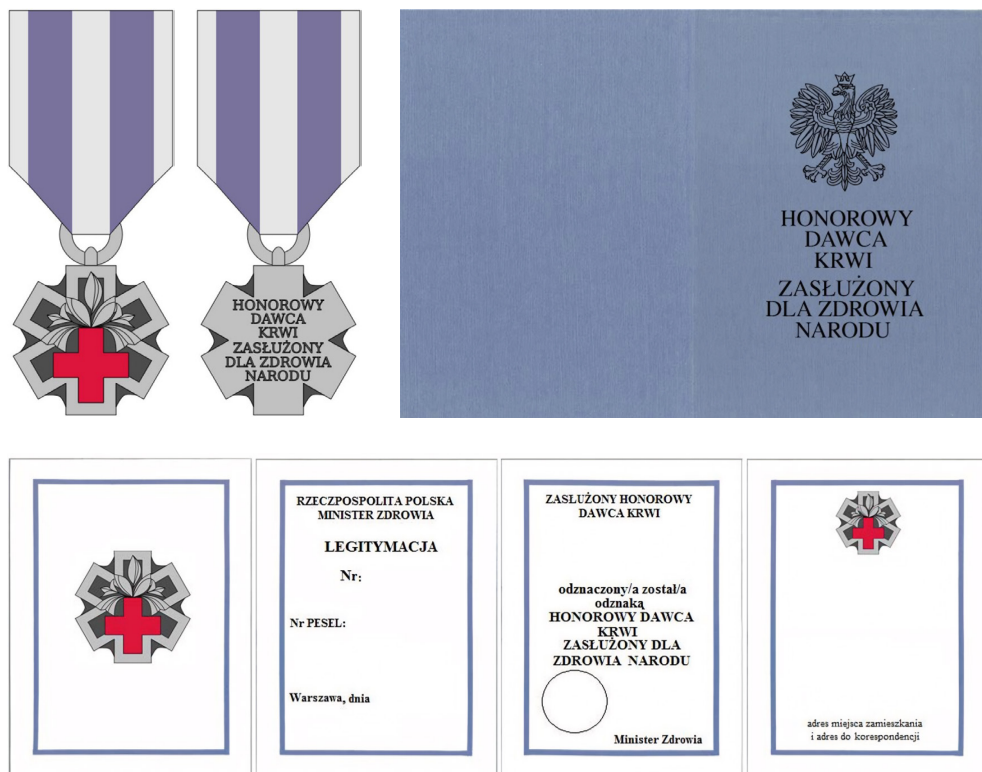 HONOROWY
DAWCA
KRWI
ZASŁUŻONY
DLA ZDROWIA
NARODU
HONOROWY
DAWCA
KRWI
ZASŁUŻONY
DLA ZDROWIA
NARODU
RZECZPOSPOLITA POLSKA
MINISTER ZDROWIA
LEGITYMACJA
Nr:
Nr PESEL:
Warszawa, dnia
ZASŁUŻONY HONOROWY
DAWCA KRWI
odznaczony/a został/a
odznaką
HONOROWY DAWCA
KRWI
ZASŁUŻONY DLA
ZDROWIA NARODU
Minister Zdrowia
adres miejsca zamieszkania
i adres do korespondencji